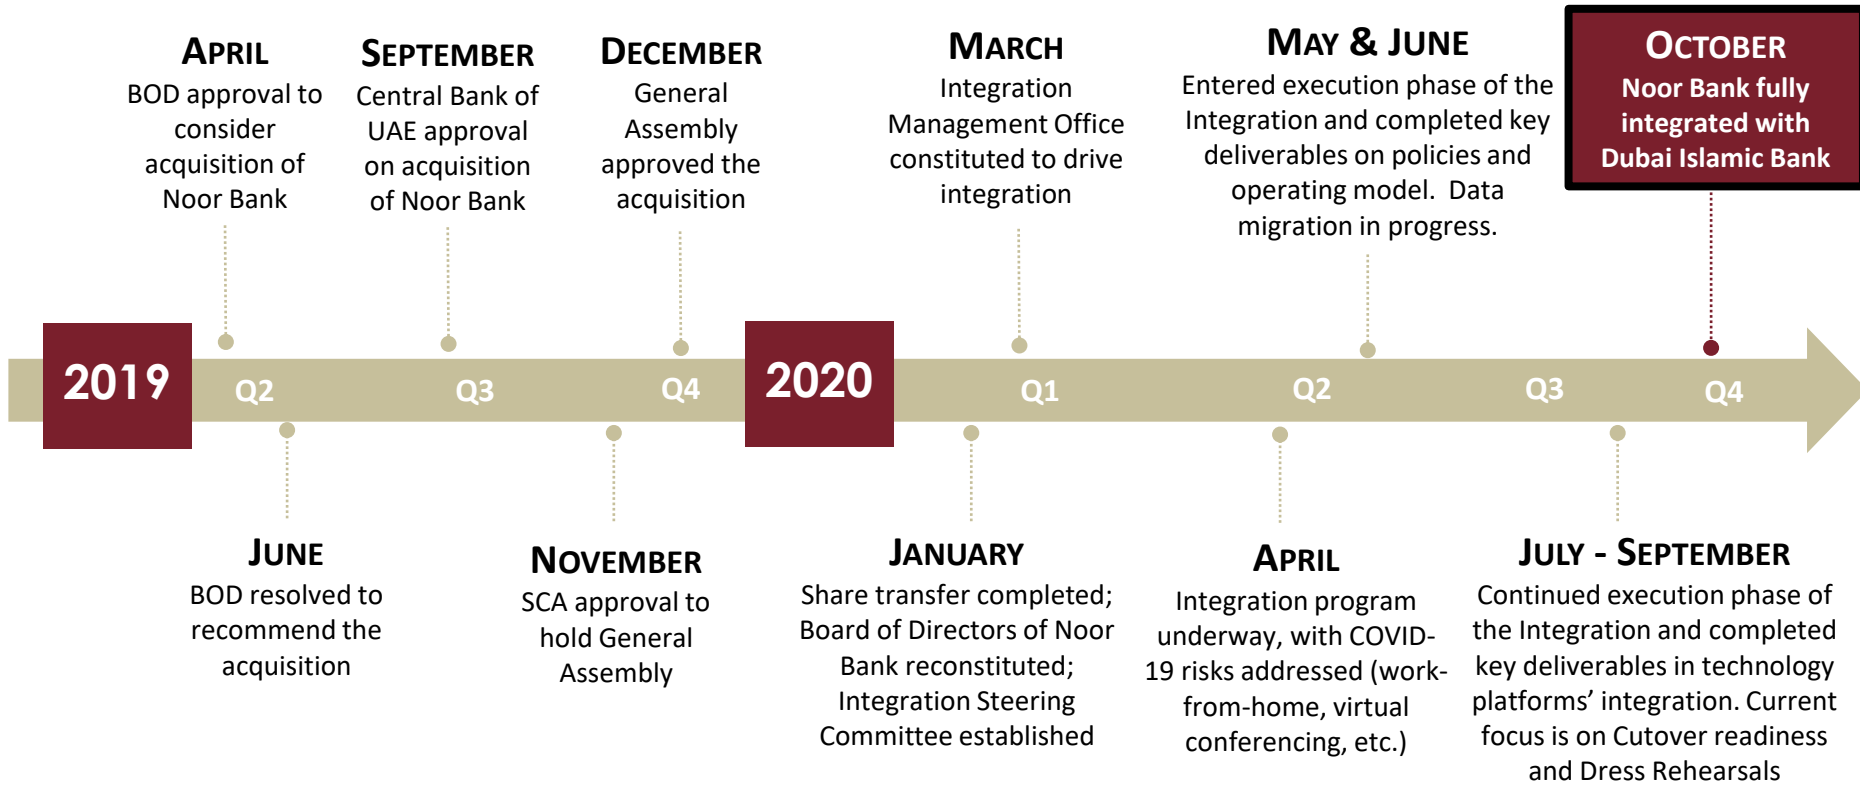 APRIL
BOD approval to
consider
acquisition of
Noor Bank
SEPTEMBER
Central Bank of
UAE approval
on acquisition
of Noor Bank
DECEMBER
General
Assembly
approved the
acquisition
MARCH
Integration
Management Office
constituted to drive
integration
MAY & JUNE
Entered execution phase of the
Integration and completed key
deliverables on policies and
operating model.  Data
migration in progress.
OCTOBER
Noor Bank fully
integrated with
Dubai Islamic Bank
2019
Q2
Q3
Q4
2020
Q1
Q2
Q3
Q4
JUNE
BOD resolved to
recommend the
acquisition
NOVEMBER
SCA approval to
hold General
Assembly
JANUARY
Share transfer completed;
Board of Directors of Noor
Bank reconstituted;
Integration Steering
Committee established
APRIL
Integration program
underway, with COVID-
19 risks addressed (work-
from-home, virtual
conferencing, etc.)
JULY - SEPTEMBER
Continued execution phase of
the Integration and completed
key deliverables in technology
platforms’ integration. Current
focus is on Cutover readiness
and Dress Rehearsals